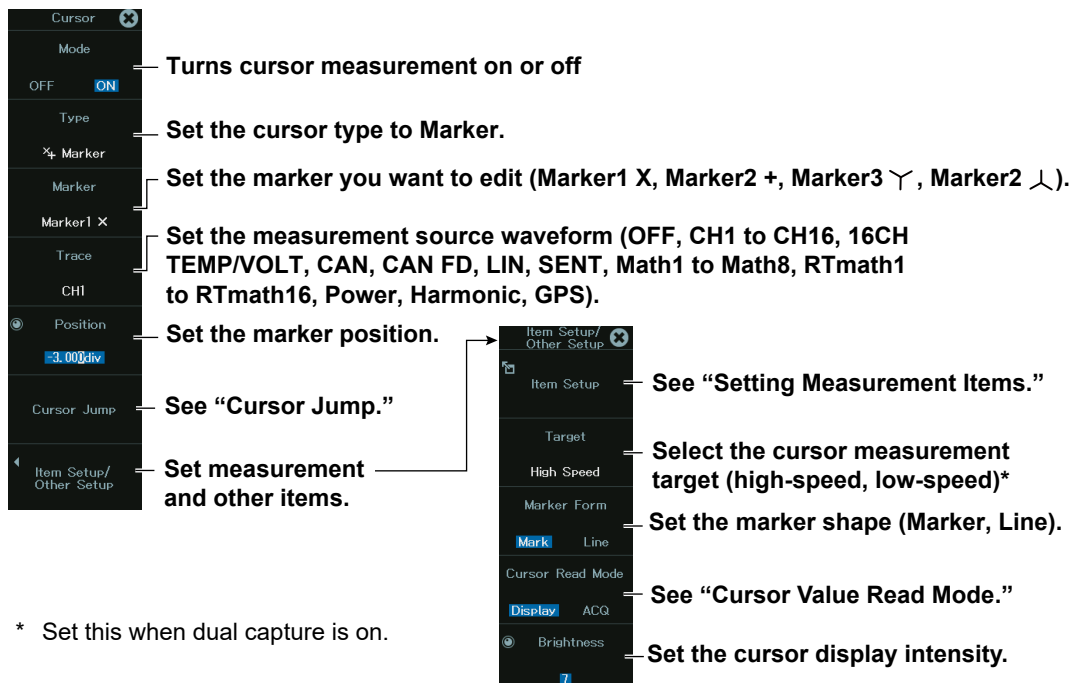 Cursor
Mode
OFF ON
Turns cursor measurement on or off
Type
Marker
Set the cursor type to Marker.
Marker
Marker1 X
Set the marker you want to edit (Marker1 X, Marker2 +, Marker3 , Marker2 ).
Trace
CH1
Set the measurement source waveform (OFF, CH1 to CH16, 16CH
TEMP/VOLT, CAN, CAN FD, LIN, SENT, Math1 to Math8, RTmath1
to RTmath16, Power, Harmonic, GPS).
Position
-3.000div
Set the marker position.
Cursor Jump
See “Cursor Jump.”
Item Setup/
Other Setup
Set measurement
and other items.
Item Setup/
Other Setup
Item Setup
See “Setting Measurement Items.”
Target
High Speed
Select the cursor measurement
target (high-speed, low-speed)*
Marker Form
Mark Line
Set the marker shape (Marker, Line).
Cursor Read Mode
Display ACQ
See “Cursor Value Read Mode.”
Brightness
7
Set the cursor display intensity.
* Set this when dual capture is on.